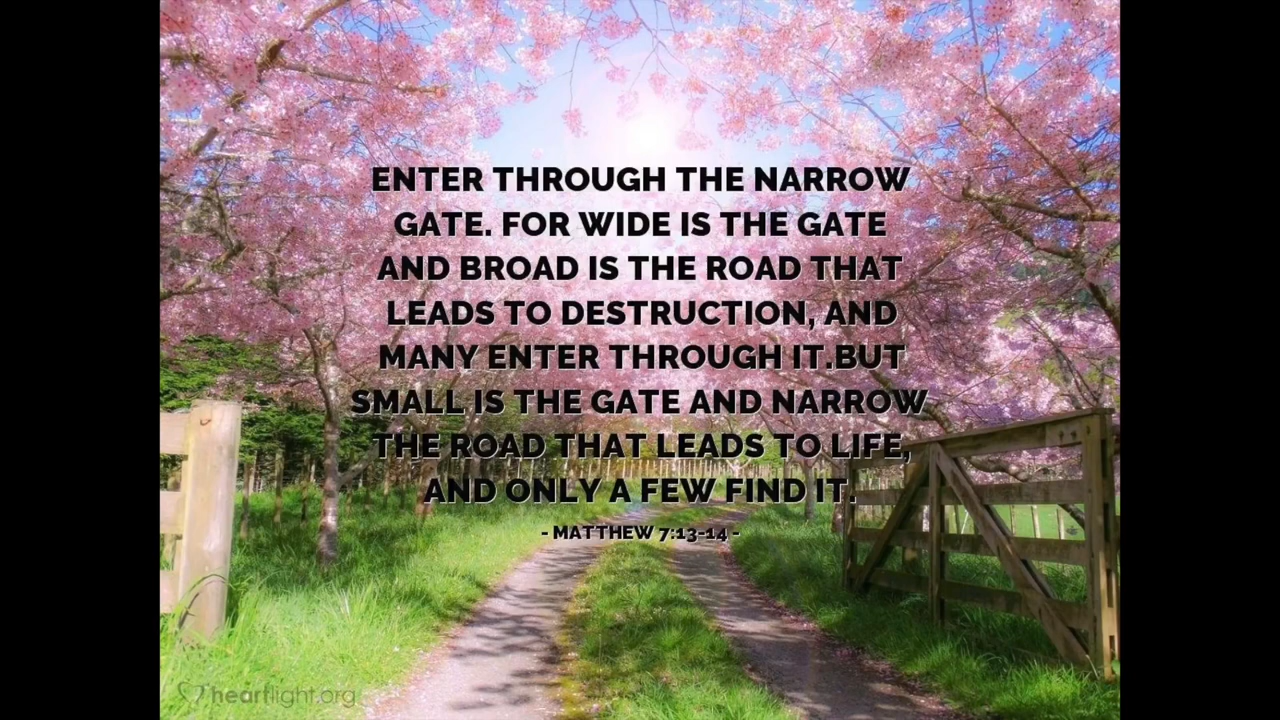 ENTER THROUGH THE NARROW
GATE. FOR WIDE IS THE GATE
AND BROAD IS THE ROAD THAT
LEADS TO DESTRUCTION, AND
MANY ENTER THROUGH IT.BUT
SMALL IS THE GATE AND NARROW
THE ROAD THAT LEADS TO LIFE,
AND ONLY A FEW FIND IT.
- MATTHEW 7:13-14 -
heartlight.org